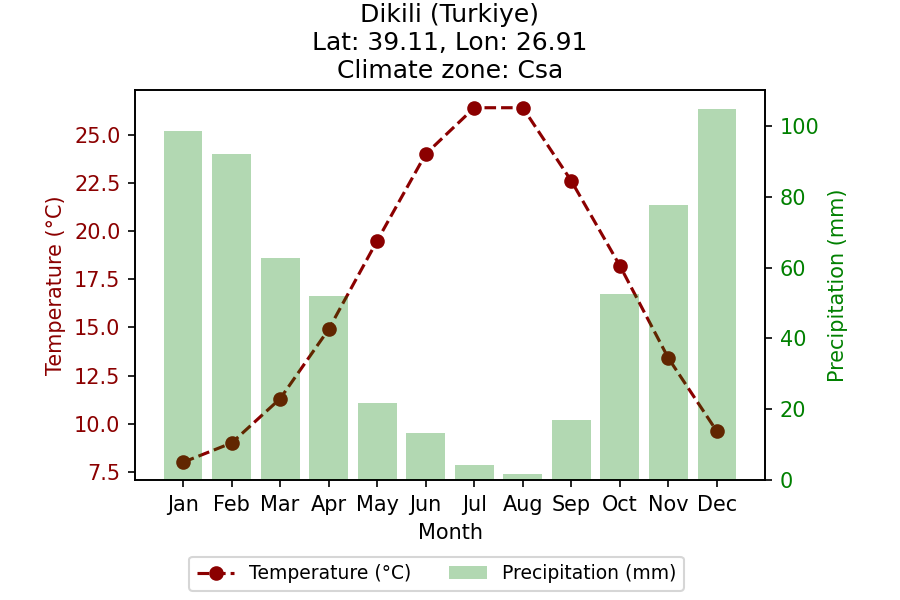 Dikili (Turkiye)
Lat: 39.11, Lon: 26.91
Climate zone: Csa
Temperature (°C)
25.0
22.5
20.0
17.5
15.0
12.5
10.0
7.5
100
80
60
40
20
0
Precipitation (mm)
Jan Feb Mar Apr May Jun Jul Aug Sep Oct Nov Dec
Month
Temperature (°C) Precipitation (mm)